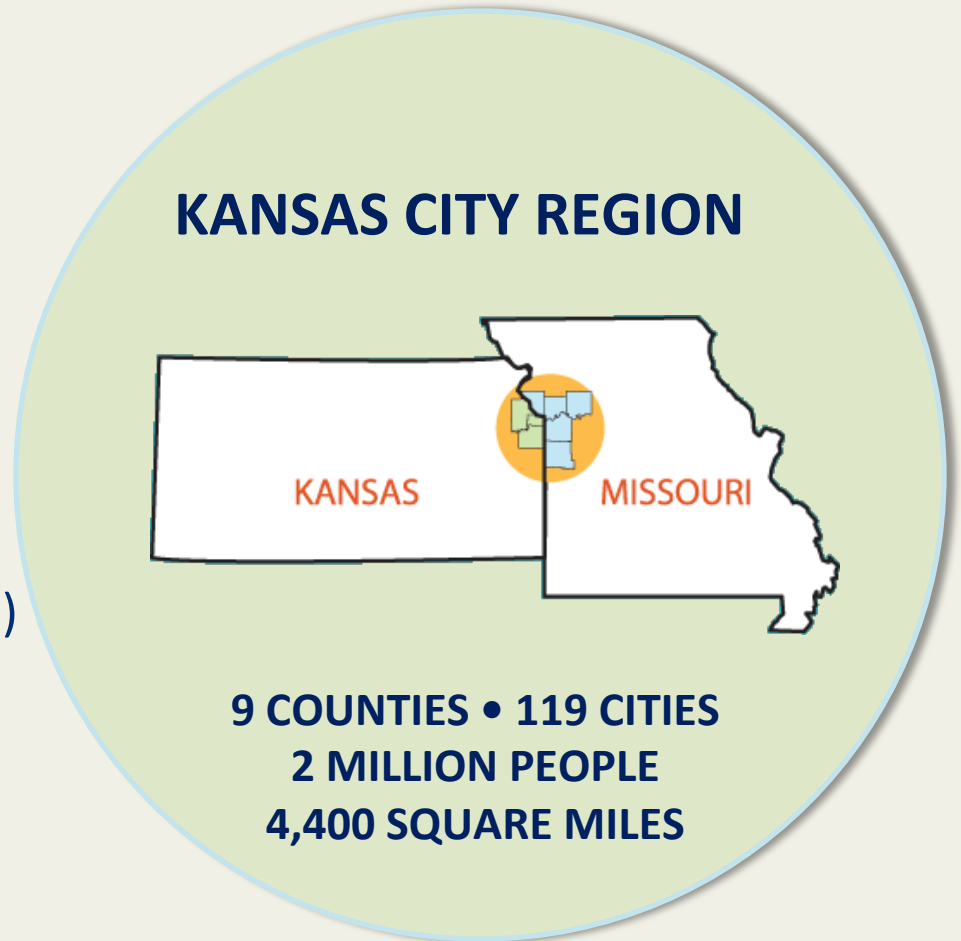 KANSAS CITY REGION
KANSAS
MISSOURI
)
9 COUNTIES • 119 CITIES
2 MILLION PEOPLE
4,400 SQUARE MILES